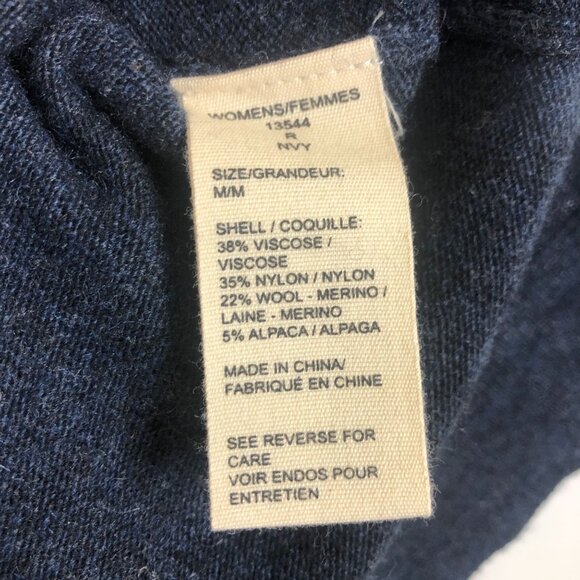 WOMENS/FEMMES
13544
R
NVY
SIZE/GRANDEUR:
M/M
SHELL / COQUILLE:
38% VISCOSE /
VISCOSE
35% NYLON / NYLON
22% WOOL - MERINO /
LAINE - MERINO
5% ALPACA / ALPAGA
MADE IN CHINA/
FABRIQUÉ EN CHINE
SEE REVERSE FOR
CARE
VOIR ENDOS POUR
ENTRETIEN